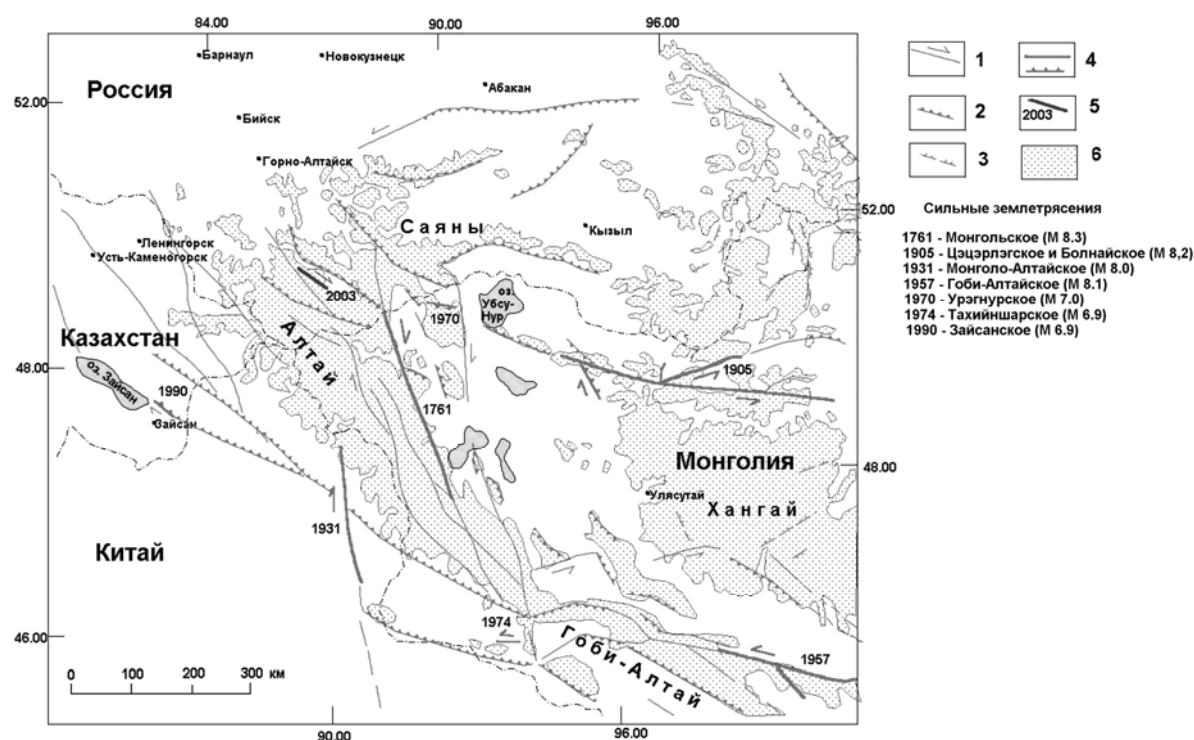 84.00
90.00
96.00
Барнаул
Новокузнецк
Россия
Абакан
52.00
Бийск
Горно-Алтайск
52.00
Саяны
Кызыл
Ленингорск
Усть-Каменогорск
оз.
Убсу-
Нур
2003
1970
Казахстан
Алтай
48.00
оз. Зайсан
1990
1905
1761
Зайсан
Монголия
48.00
Улясутай
Хангай
1931
Китай
1974
46.00
Гоби-Алтай
1957
0 100 200 300 км
90.00
96.00
1
4
2
2003
5
3
6
Сильные землетрясения
1761 - Монгольское (М 8.3)
1905 - Цэцэрлэгское и Болнайское (М 8,2)
1931 - Монголо-Алтайское (М 8.0)
1957 - Гоби-Алтайское (М 8.1)
1970 - Урэгнурское (М 7.0)
1974 - Тахийншарское (М 6.9)
1990 - Зайсанское (М 6.9)